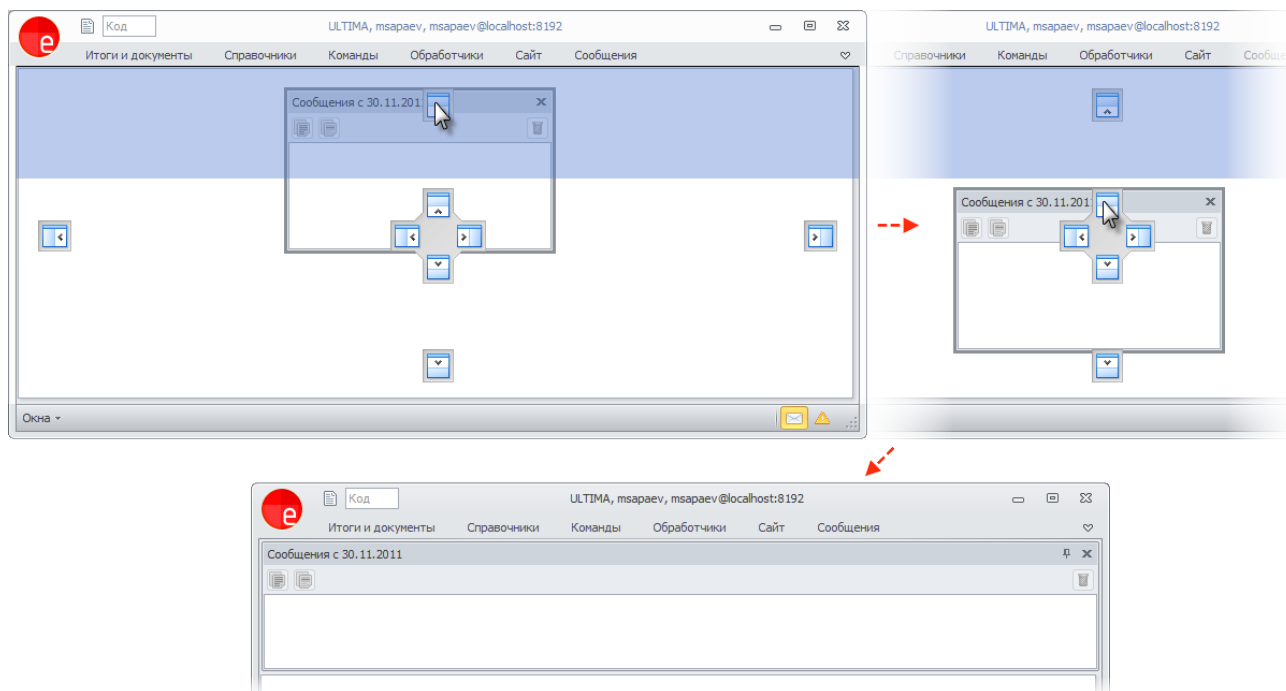 Код
ULTIMA, msapaev, msapaev@localhost:8192
Итоги и документы Справочники Команды Обработчики Сайт Сообщения
Сообщения с 30.11.201
Окна
ULTIMA, msapaev, msapaev@localhost:8192
Справочники Команды Обработчики Сайт Сообще
Сообщения с 30.11.201
Код
ULTIMA, msapaev, msapaev@localhost:8192
Итоги и документы Справочники Команды Обработчики Сайт Сообщения
Сообщения с 30.11.2011